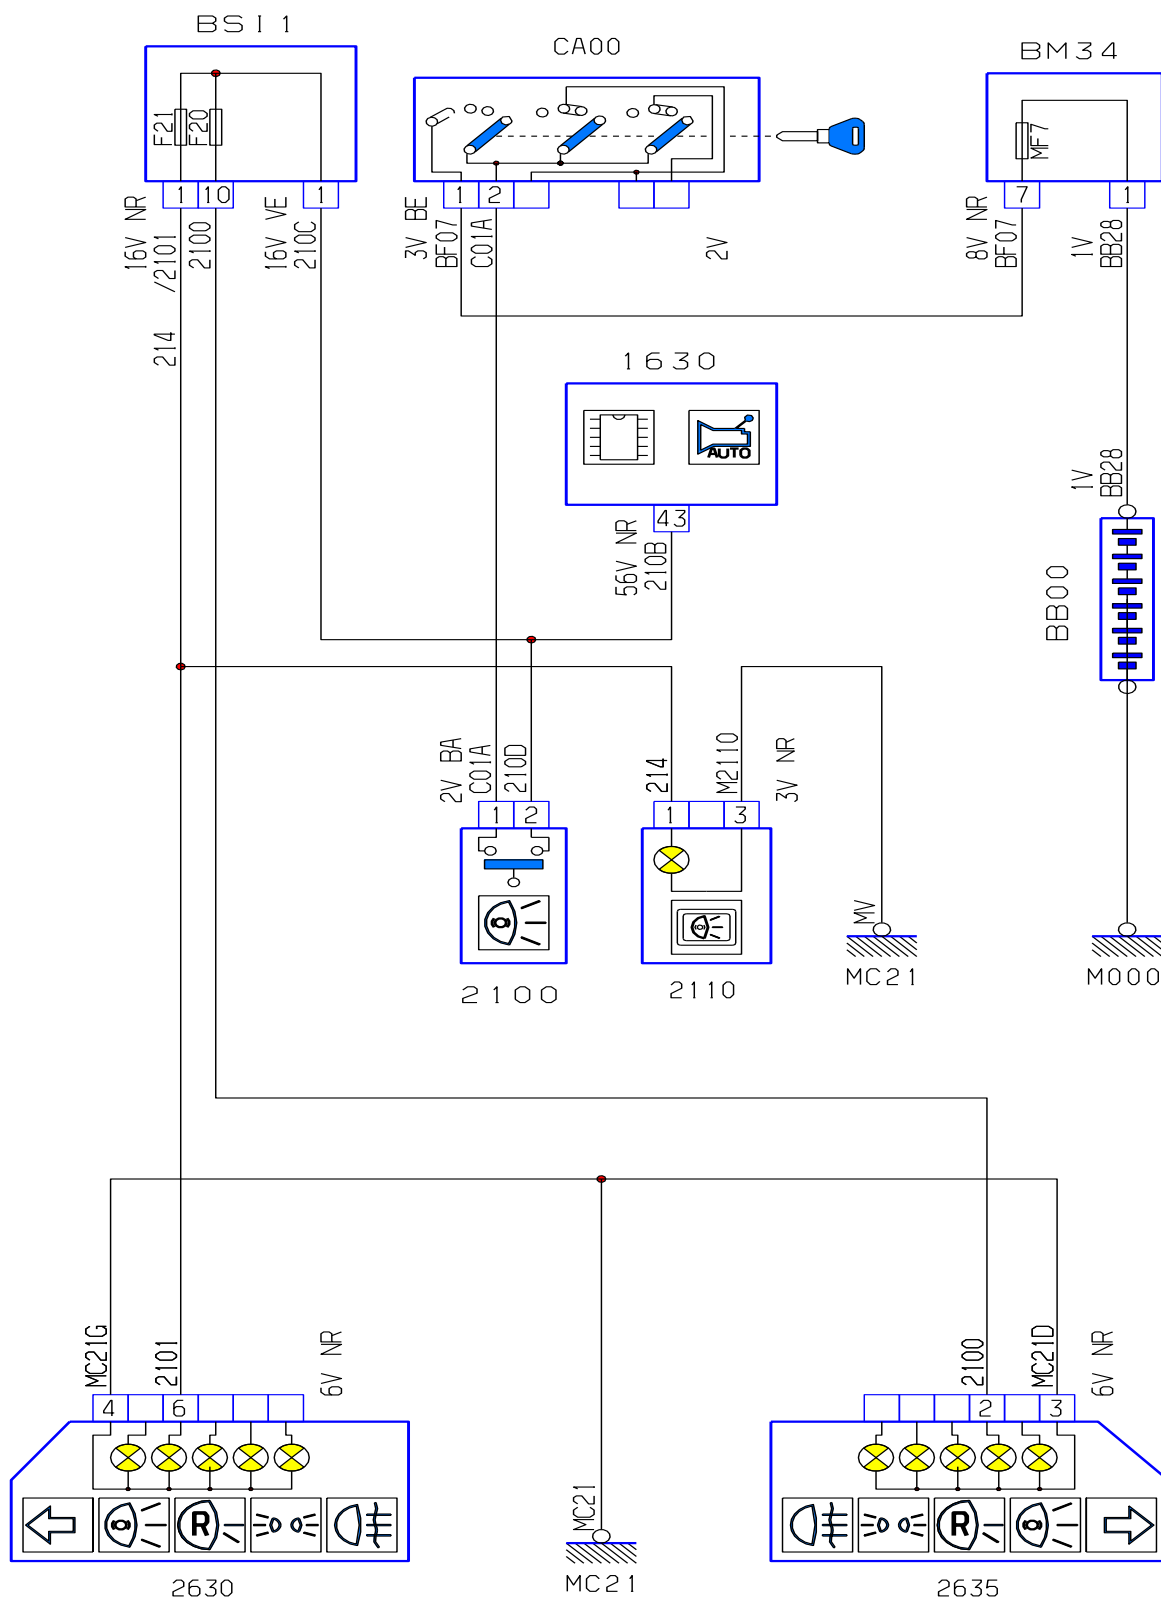 BSI1
CA00
BM34
F21
F20
MF7
1
10
1
1
2
7
1
16V NR
/2101
2100
16V VE
210C
3V BE
BF07
C01A
2V
8V NR
BF07
1V
BB28
214
1630
AUTO
43
56V NR
210B
1V
BB28
BB00
2V BA
C01A
210D
214
M2110
3V NR
1
2
1
3
MV
2100
2110
MC21
M000
MC21G
2101
6V NR
2100
MC21D
6V NR
4
6
2
3
R
R
MC21
2630
MC21
2635